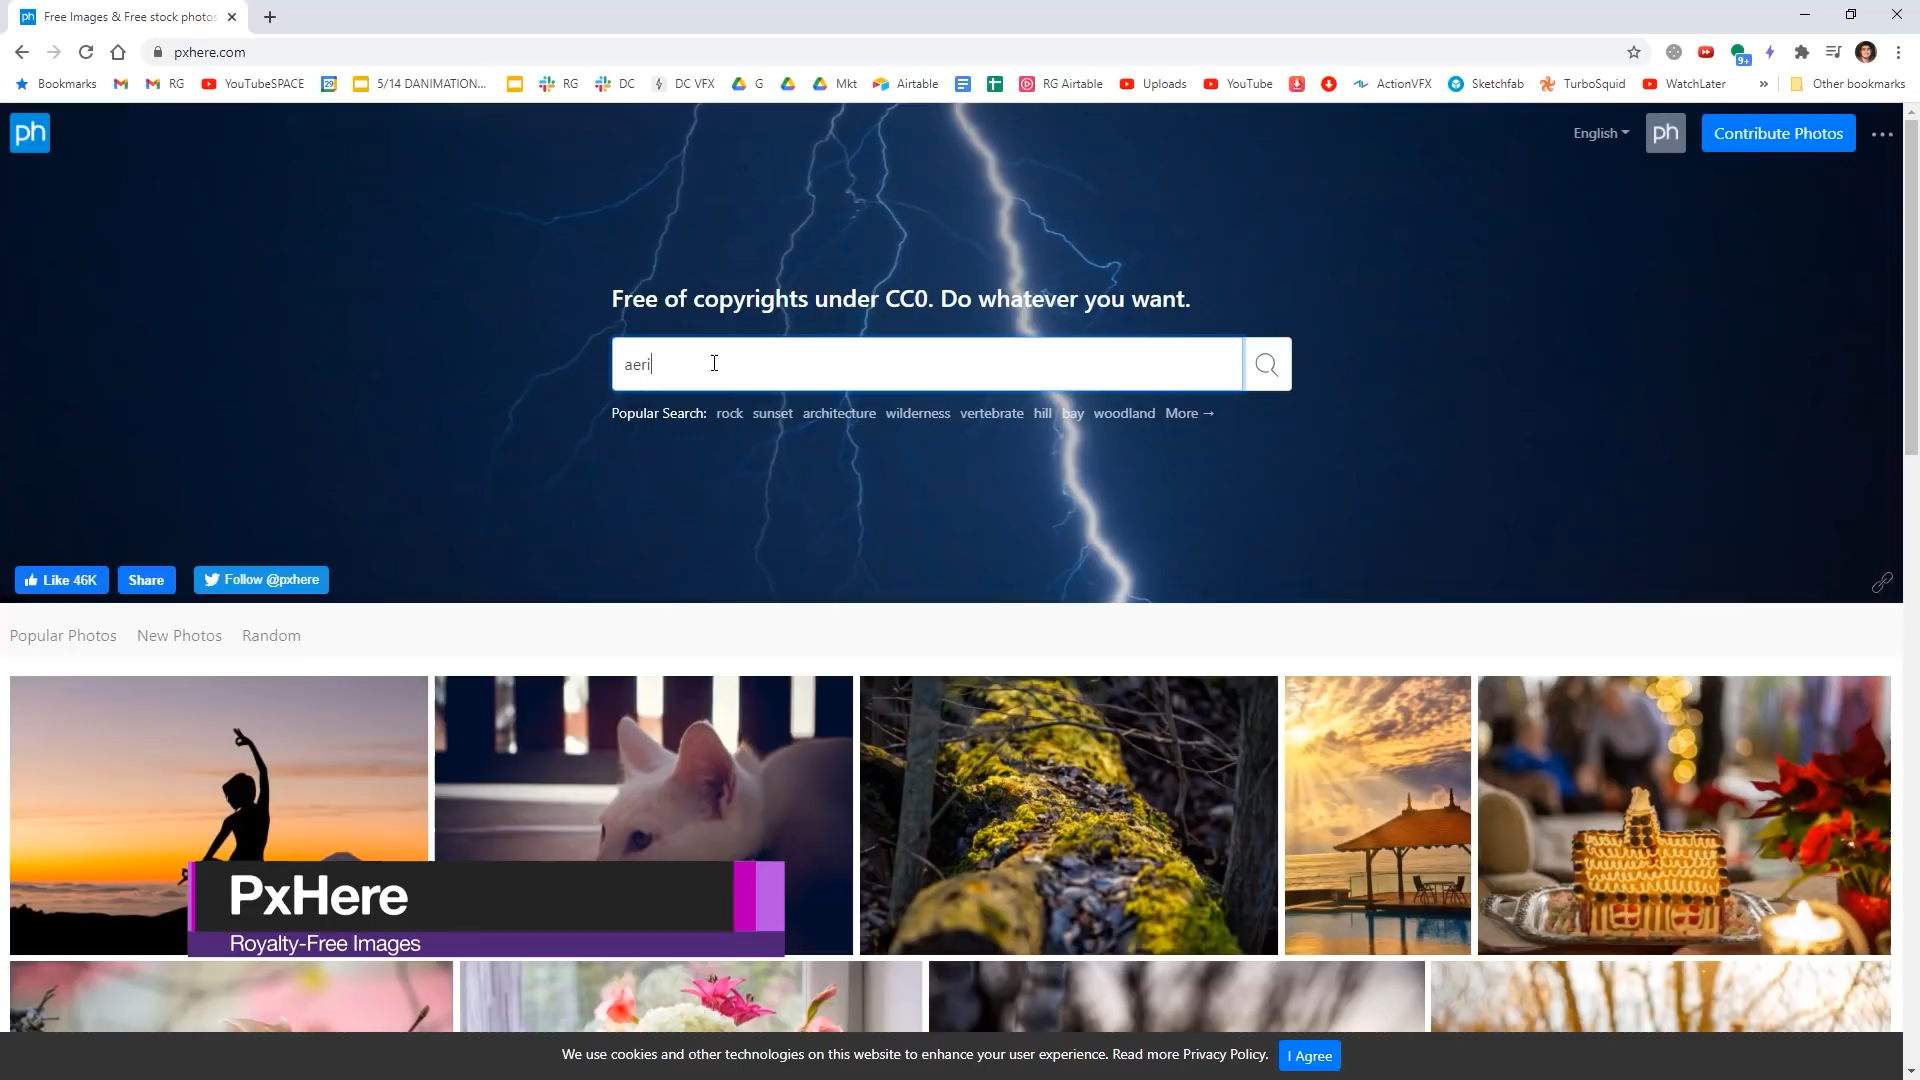 ph Free Images & Free stock photos
pxhere.com
9+
Bookmarks RG YouTubeSPACE 29 5/14 DANIMATION... RG DC DC VFX G Mkt Airtable RG Airtable Uploads YouTube ActionVFX Sketchfab TurboSquid WatchLater » Other bookmarks
ph English ph Contribute Photos
Free of copyrights under CC0. Do whatever you want.
aeri
Popular Search: rock sunset architecture wilderness vertebrate hill bay woodland More →
Like 46K Share Follow @pxhere
Popular Photos New Photos Random
PxHere
Royalty-Free Images
We use cookies and other technologies on this website to enhance your user experience. Read more Privacy Policy. I Agree